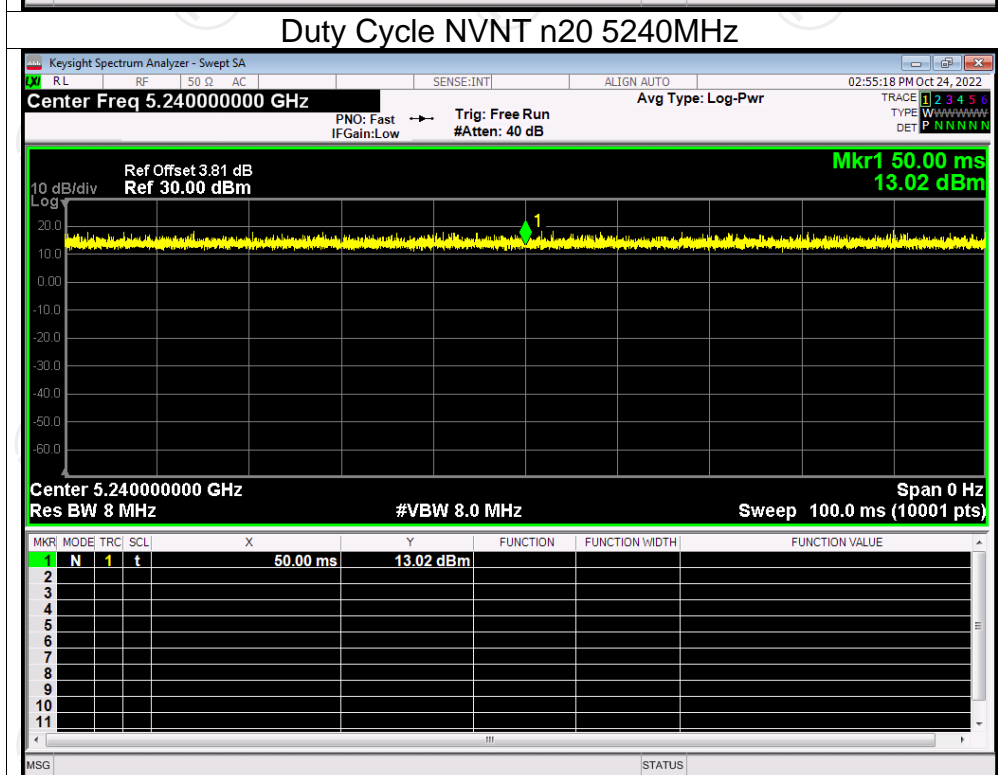 Duty Cycle NVNT n20 5240MHz
Keysight Spectrum Analyzer - Swept SA
LXI RL RF 50 Ω AC SENSE:INT ALIGN AUTO 02:55:18 PM Oct 24, 2022
Center Freq 5.240000000 GHz Avg Type: Log-Pwr TRACE 1 2 3 4 5 6
PNO: Fast Trig: Free Run TYPE WWWWWW
IFGain:Low #Atten: 40 dB DET P N N N N N
Mkr1 50.00 ms
Ref Offset 3.81 dB
10 dB/div Ref 30.00 dBm 13.02 dBm
Log
20.0
1
10.0
0.00
-10.0
-20.0
-30.0
-40.0
-50.0
-60.0
Center 5.240000000 GHz Span 0 Hz
Res BW 8 MHz #VBW 8.0 MHz Sweep 100.0 ms (10001 pts)
MKR MODE TRC SCL X Y FUNCTION FUNCTION WIDTH FUNCTION VALUE
1 N 1 t 50.00 ms 13.02 dBm
2
3
4
5
6
7
8
9
10
11
MSG STATUS